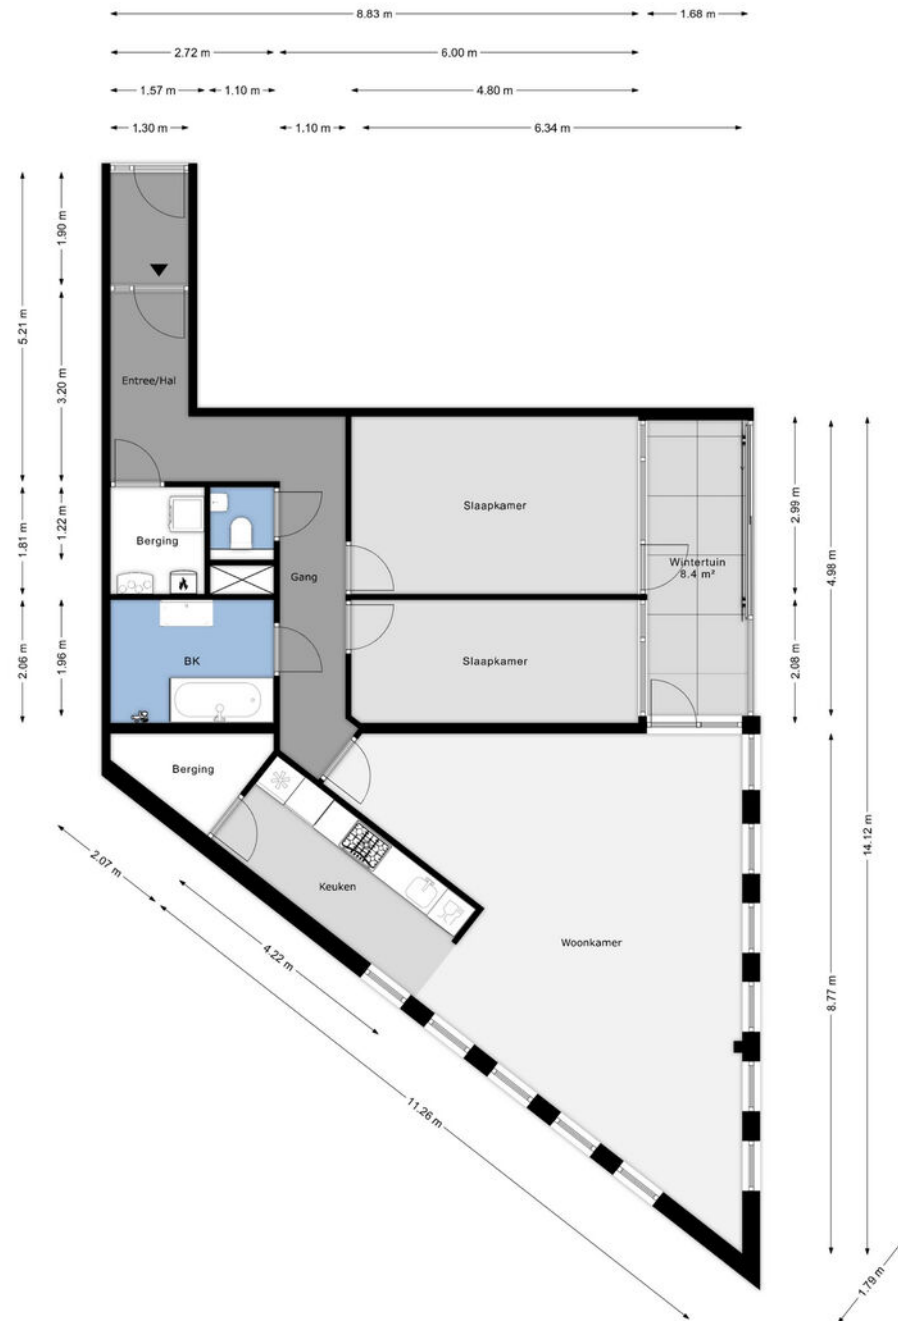 8.83 m
1.68 m
2.72 m
6.00 m
1.57 m
1.10 m
4.80 m
1.30 m
1.10 m
6.34 m
5.21 m
1.90 m
3.20 m
Entree/Hal
1.81 m
1.22 m
Berging
Gang
Slaapkamer
Wintertuin
8.4 m²
2.99 m
4.98 m
2.06 m
1.96 m
BK
Slaapkamer
2.08 m
14.12 m
Berging
2.07 m
Keuken
4.22 m
Woonkamer
8.77 m
11.26 m
1.79 m